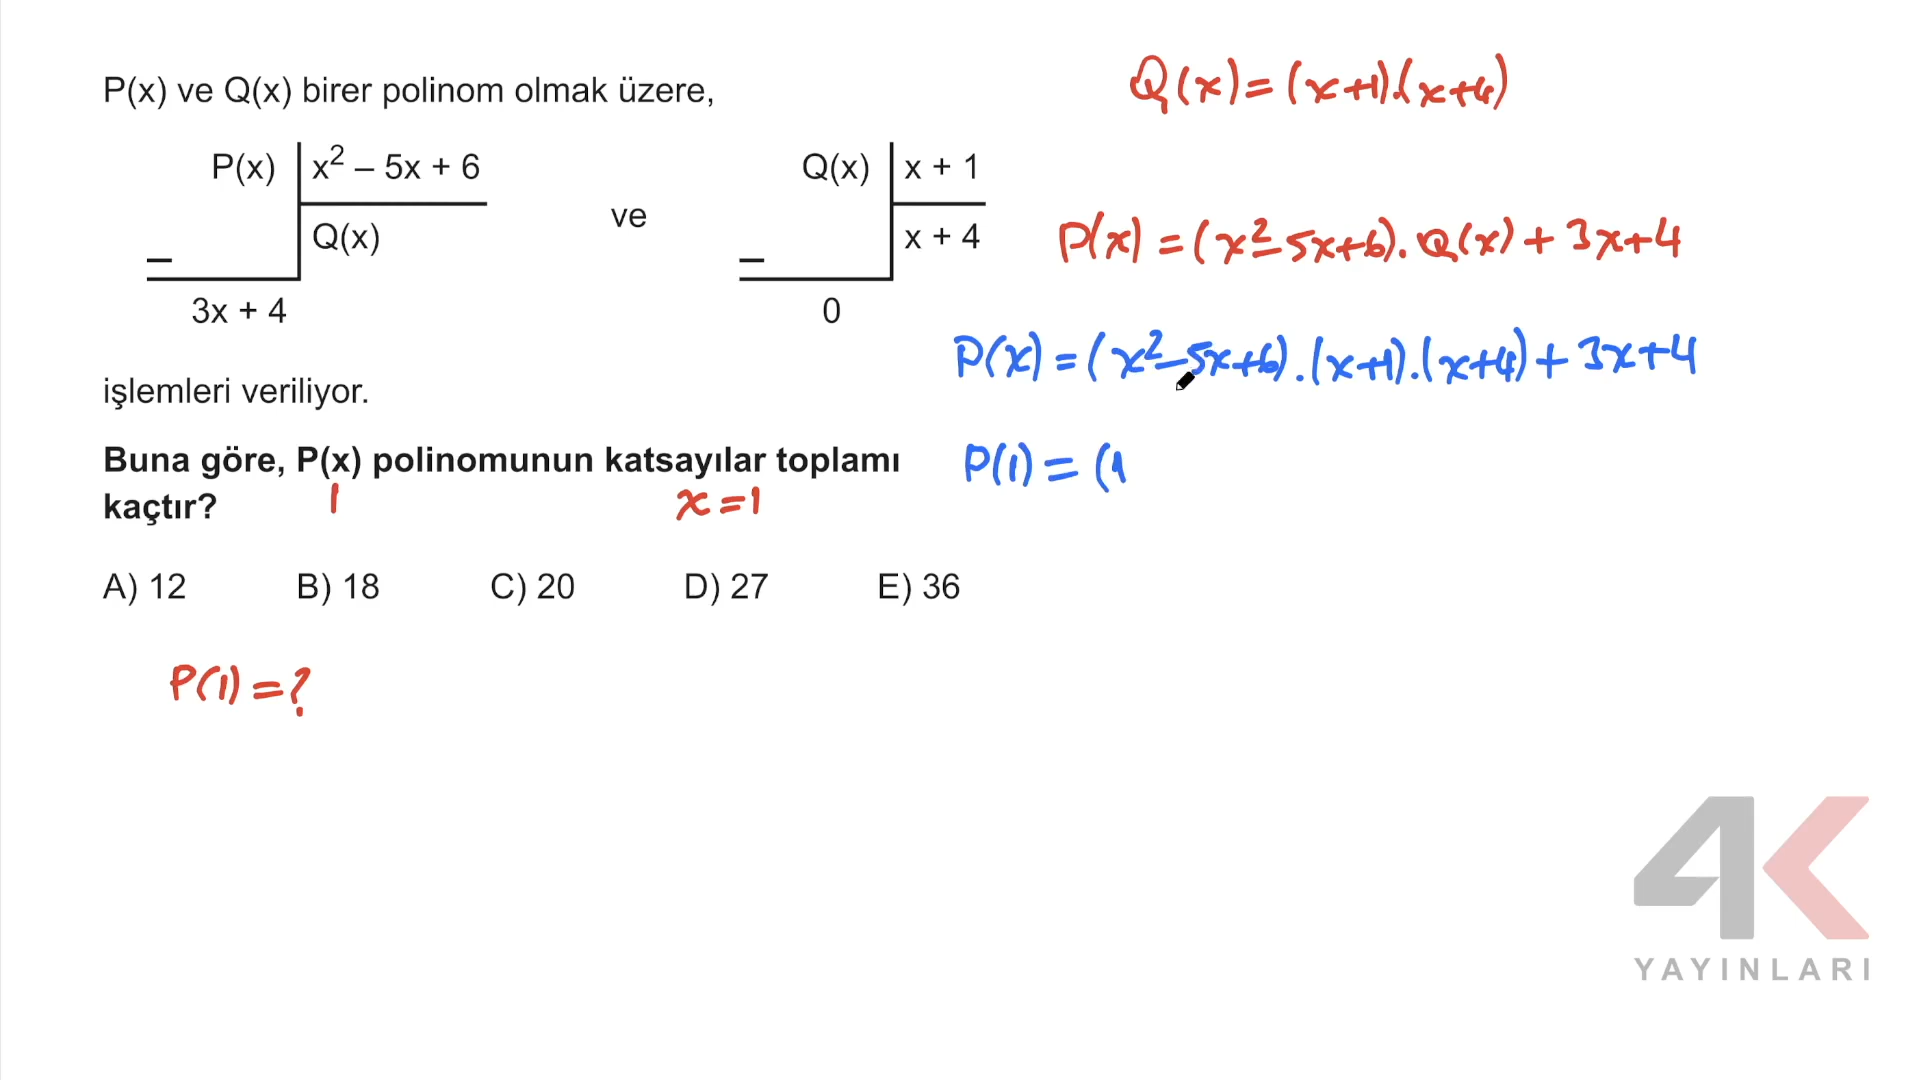 P(x) ve Q(x) birer polinom olmak üzere,
P(x) x² – 5x + 6
Q(x)
3x + 4
ve
Q(x) x + 1
x + 4
0
işlemleri veriliyor.
Buna göre, P(x) polinomunun katsayılar toplamı
kaçtır?
1
x = 1
A) 12 B) 18 C) 20 D) 27 E) 36
P(1) = ?
Q(x) = (x+1).(x+4)
P(x) = (x² - 5x+6). Q(x) + 3x+4
P(x) = (x² - 5x+6).(x+1).(x+4) + 3x+4
P(1) = (1
4K
YAYINLARI